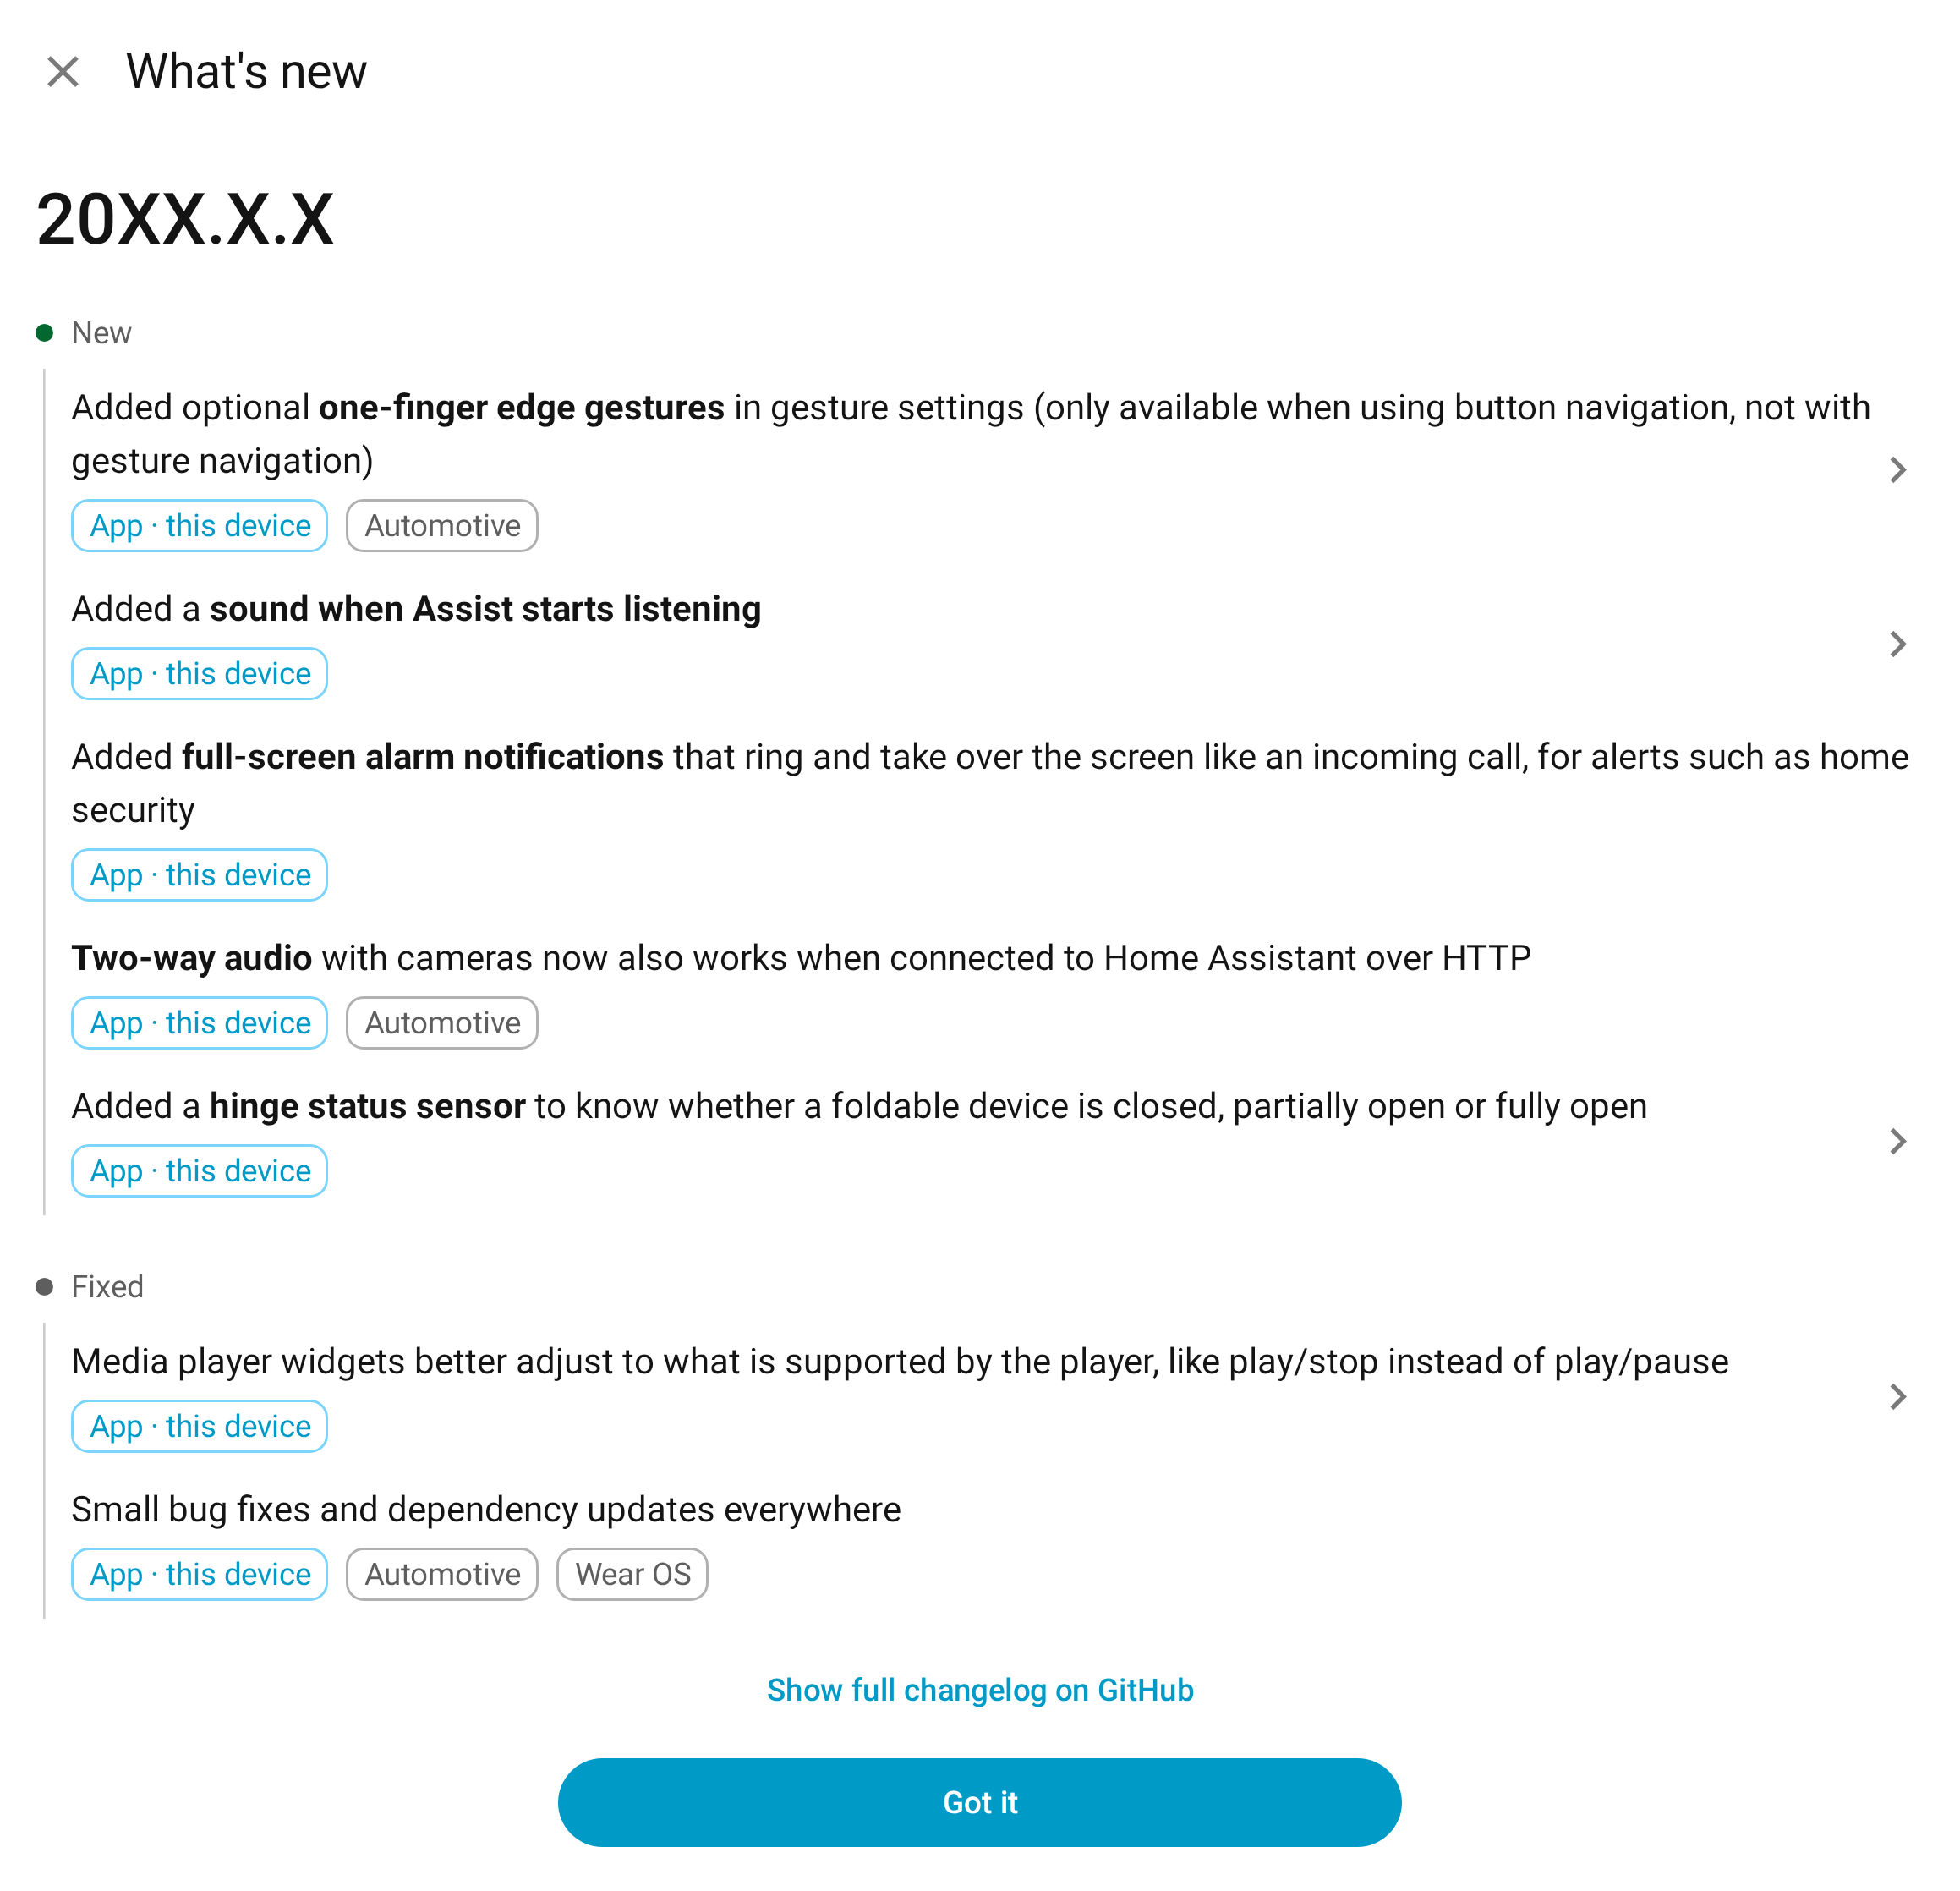 What's new
20XX.X.X
New
Added optional one-finger edge gestures in gesture settings (only available when using button navigation, not with
gesture navigation)
App · this device Automotive
Added a sound when Assist starts listening
App · this device
Added full-screen alarm notifications that ring and take over the screen like an incoming call, for alerts such as home
security
App · this device
Two-way audio with cameras now also works when connected to Home Assistant over HTTP
App · this device Automotive
Added a hinge status sensor to know whether a foldable device is closed, partially open or fully open
App · this device
Fixed
Media player widgets better adjust to what is supported by the player, like play/stop instead of play/pause
App · this device
Small bug fixes and dependency updates everywhere
App · this device Automotive Wear OS
Show full changelog on GitHub
Got it